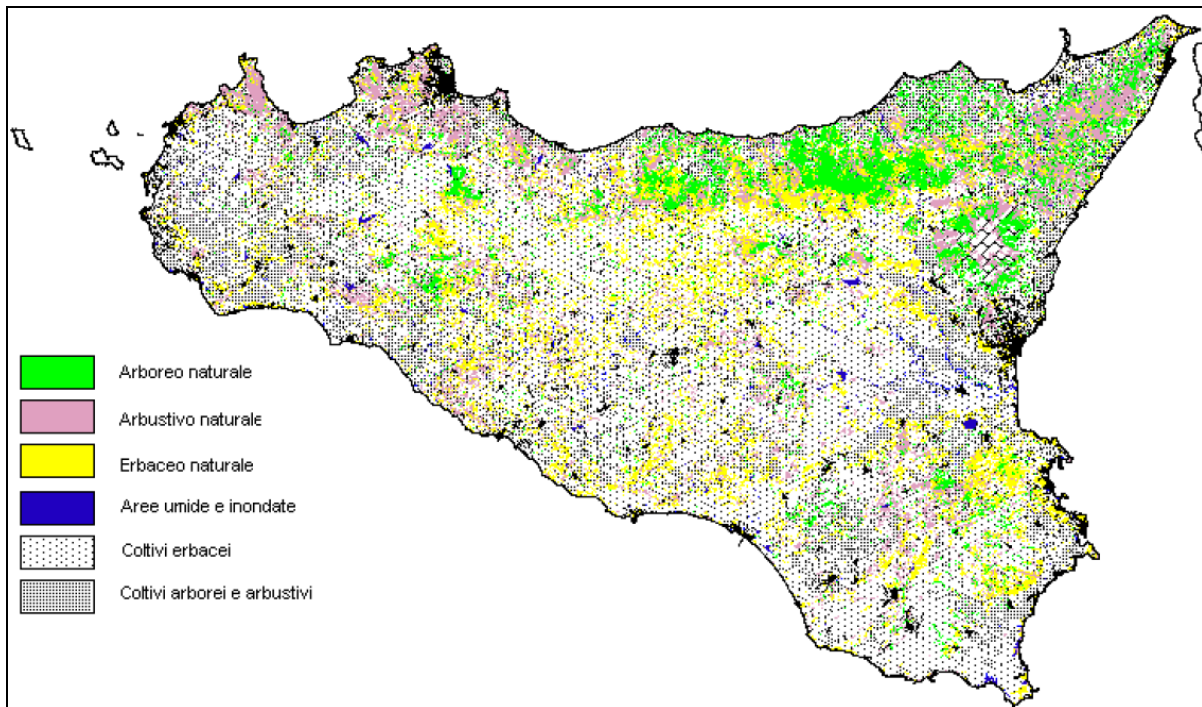 Arboreo naturale
Arbustivo naturale
Erbaceo naturale
Aree umide e inondate
Coltivi erbacei
Coltivi arborei e arbustivi